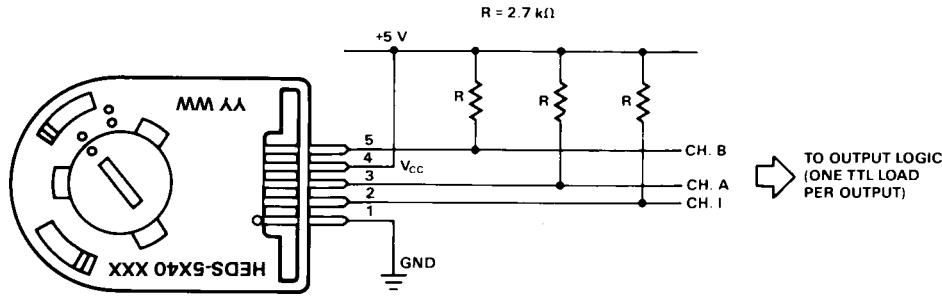 R = 2.7 kΩ
+5 V
R
R
R
YY WW
5
4
VCC
3
2
1
CH. B
CH. A
CH. I
TO OUTPUT LOGIC
(ONE TTL LOAD
PER OUTPUT)
GND
HEDS-5X40 XXX